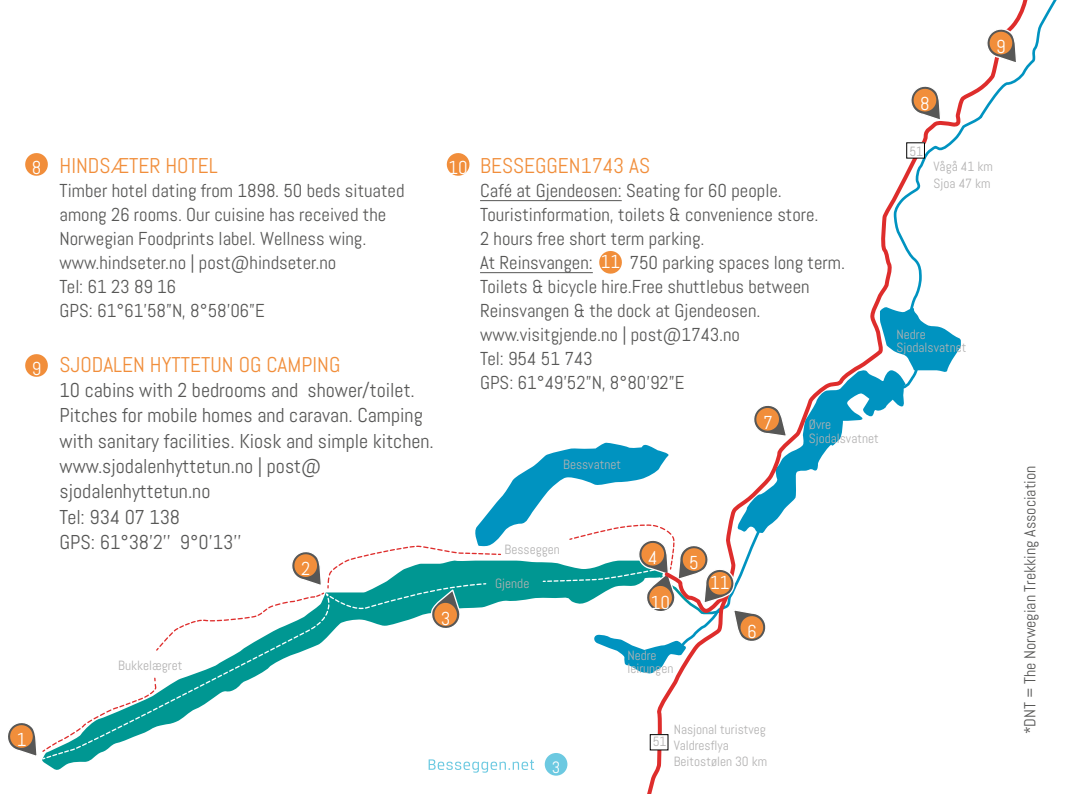 8 HINDSÆTER HOTEL
Timber hotel dating from 1898. 50 beds situated
among 26 rooms. Our cuisine has received the
Norwegian Foodprints label. Wellness wing.
www.hindseter.no | post@hindseter.no
Tel: 61 23 89 16
GPS: 61°61'58"N, 8°58'06"E
9 SJODALEN HYTTETUN OG CAMPING
10 cabins with 2 bedrooms and  shower/toilet.
Pitches for mobile homes and caravan. Camping
with sanitary facilities. Kiosk and simple kitchen.
www.sjodalenhyttetun.no | post@
sjodalenhyttetun.no
Tel: 934 07 138
GPS: 61°38'2''  9°0'13''
10 BESSEGGEN1743 AS
Café at Gjendeosen: Seating for 60 people.
Touristinformation, toilets & convenience store.
2 hours free short term parking.
At Reinsvangen: 11 750 parking spaces long term.
Toilets & bicycle hire.Free shuttlebus between
Reinsvangen & the dock at Gjendeosen.
www.visitgjende.no | post@1743.no
Tel: 954 51 743
GPS: 61°49'52"N, 8°80'92"E
9
8
51
Vågå 41 km
Sjoa 47 km
Nedre
Sjodalsvatnet
7
Øvre
Sjodalsvatnet
Bessvatnet
Besseggen
2
4
5
11
Gjende
10
3
6
Nedre
leirungen
Bukkelægret
1
51
Nasjonal turistveg
Valdresflya
Beitostølen 30 km
*DNT = The Norwegian Trekking Association
Besseggen.net 3